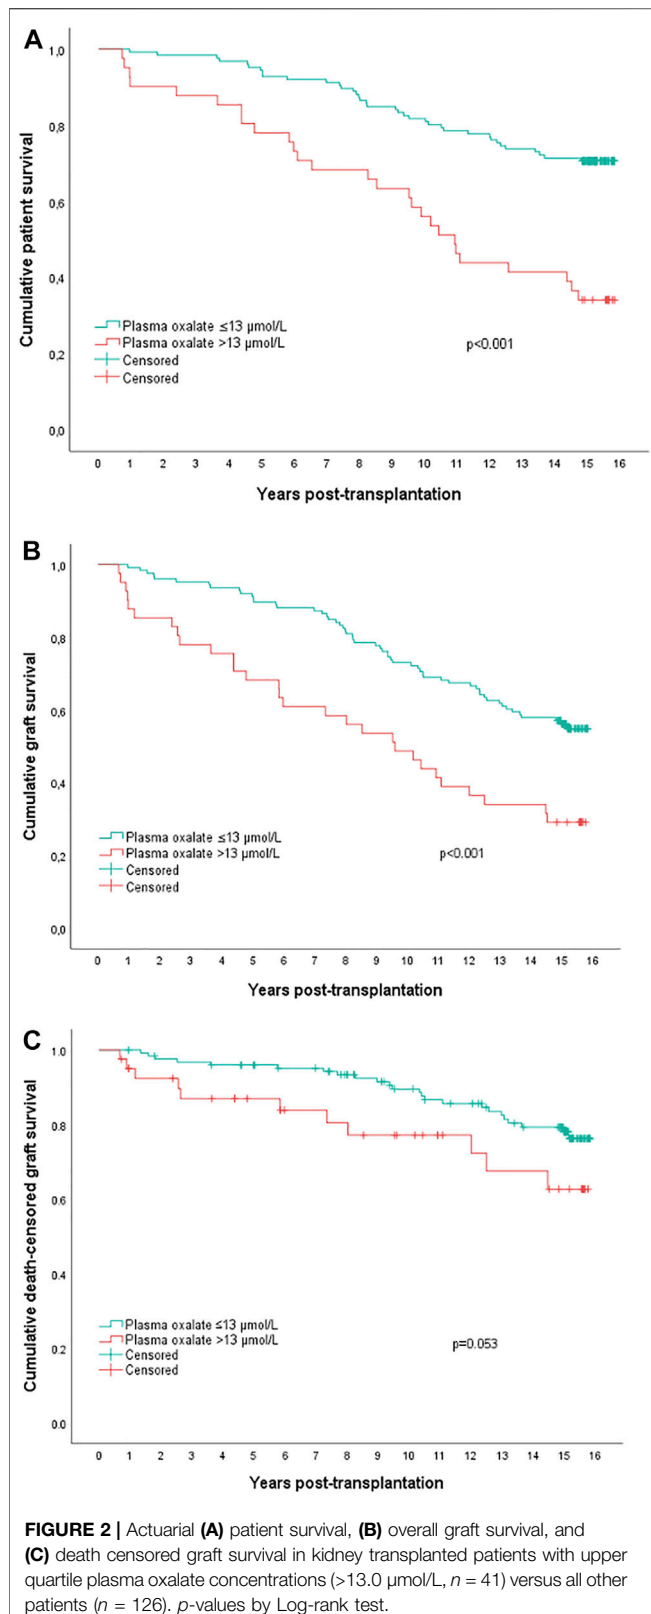 A
1,0
0,8
0,6
0,4
0,2
0,0
Cumulative patient survival
Plasma oxalate ≤13 µmol/L
Plasma oxalate >13 µmol/L
Censored
Censored
p<0.001
0 1 2 3 4 5 6 7 8 9 10 11 12 13 14 15 16
Years post-transplantation
B
1,0
0,8
0,6
0,4
0,2
0,0
Cumulative graft survival
Plasma oxalate ≤13 µmol/L
Plasma oxalate >13 µmol/L
Censored
Censored
p<0.001
0 1 2 3 4 5 6 7 8 9 10 11 12 13 14 15 16
Years post-transplantation
C
1.0
0.8
0.6
0.4
0.2
0.0
Cumulative death-censored graft survival
Plasma oxalate ≤13 µmol/L
Plasma oxalate >13 µmol/L
Censored
Censored
p=0.053
0 1 2 3 4 5 6 7 8 9 10 11 12 13 14 15 16
Years post-transplantation
FIGURE 2 | Actuarial (A) patient survival, (B) overall graft survival, and
(C) death censored graft survival in kidney transplanted patients with upper
quartile plasma oxalate concentrations (>13.0 µmol/L, n = 41) versus all other
patients (n = 126). p-values by Log-rank test.